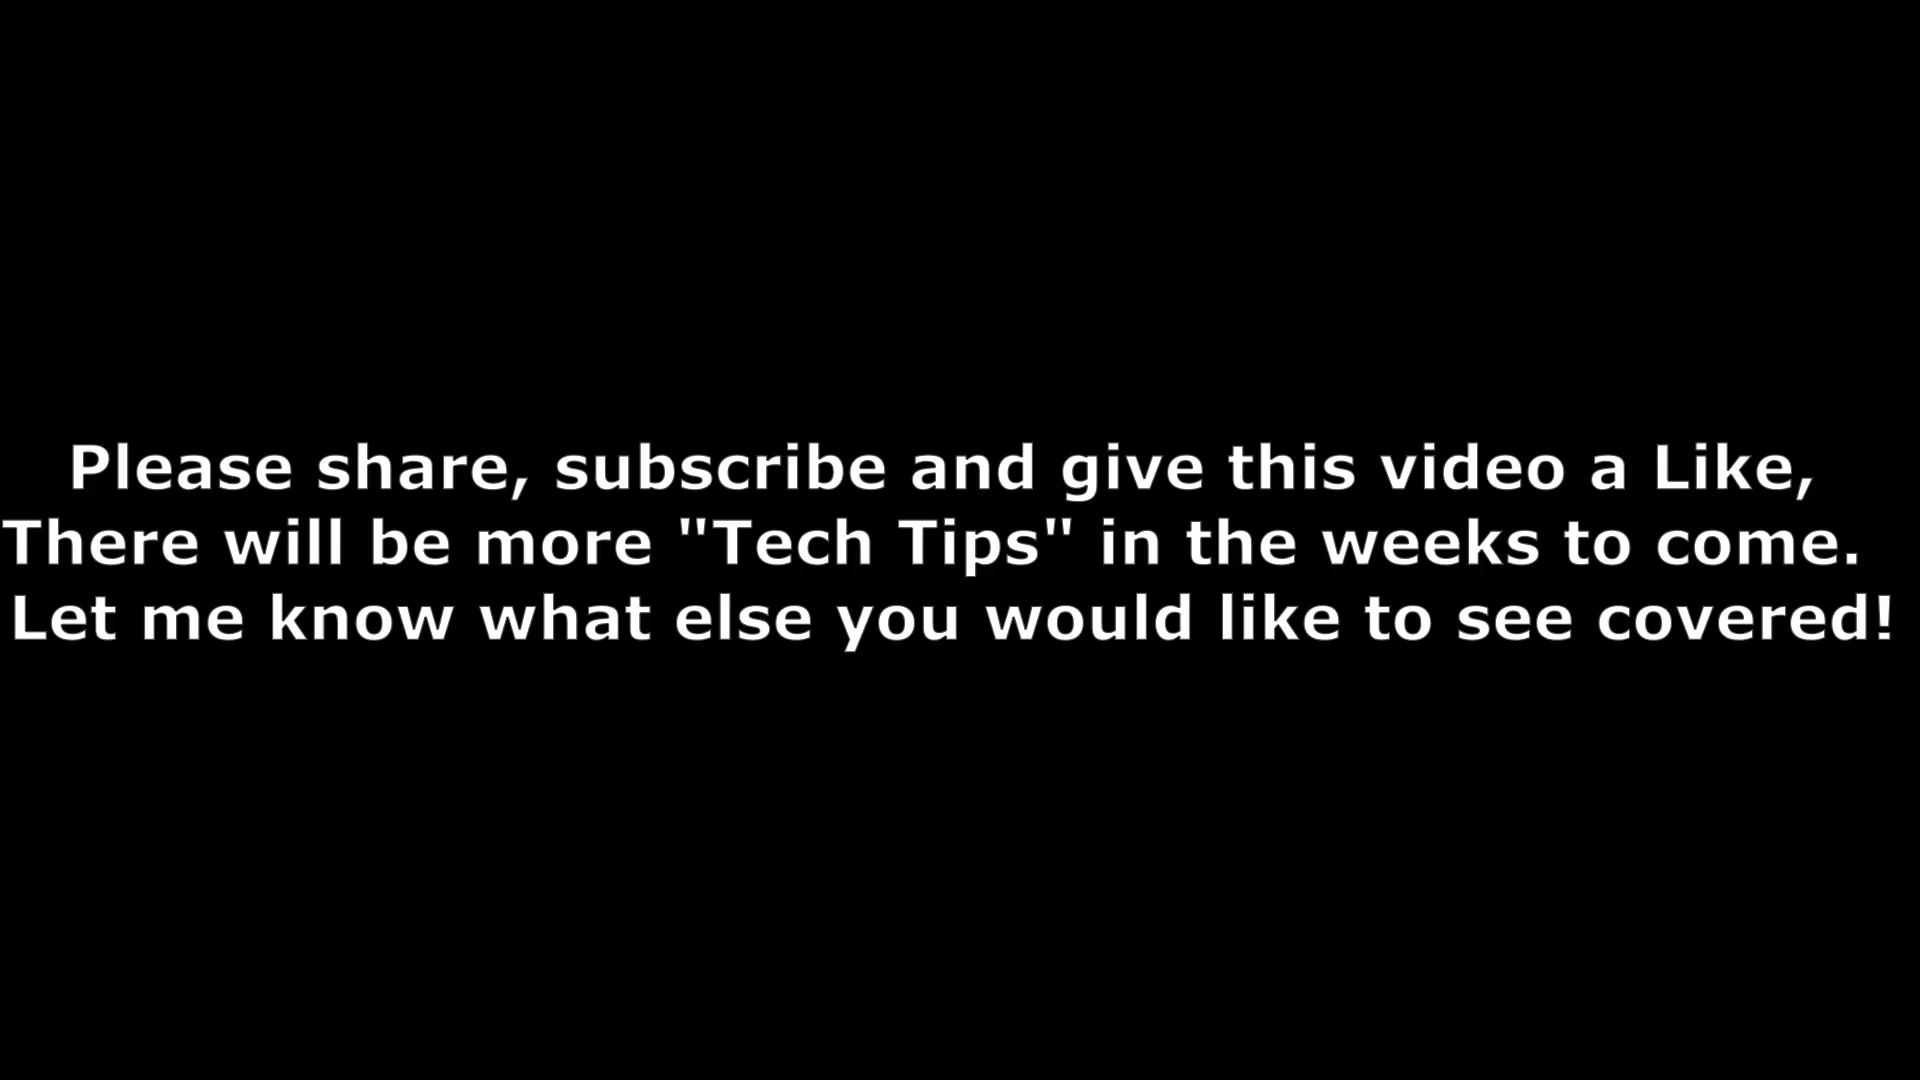 Please share, subscribe and give this video a Like,
There will be more "Tech Tips" in the weeks to come.
Let me know what else you would like to see covered!